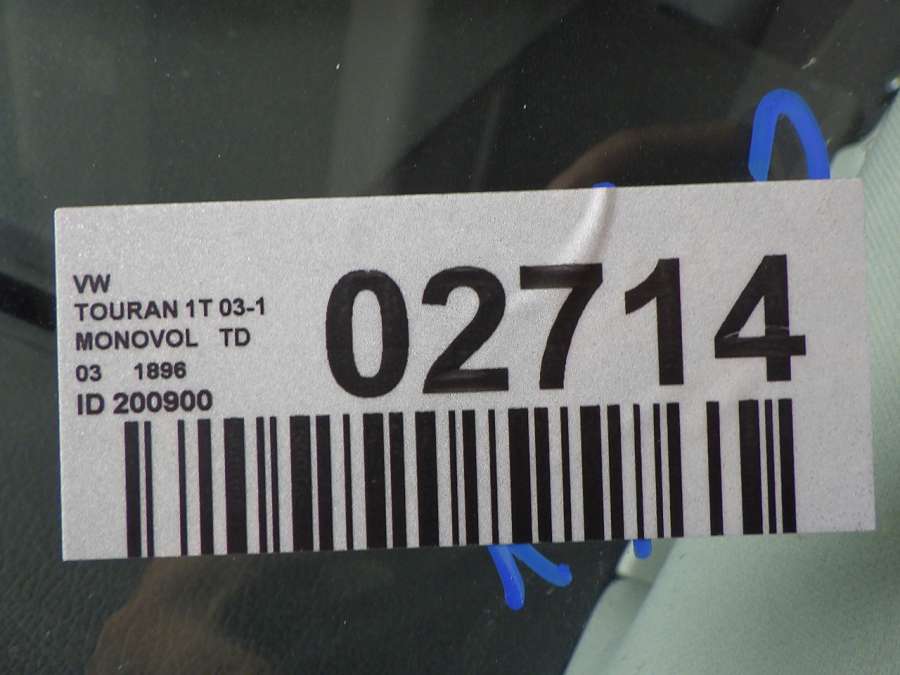 VW
TOURAN 1T 03-1
MONOVOL TD
03 1896
ID 200900
02714